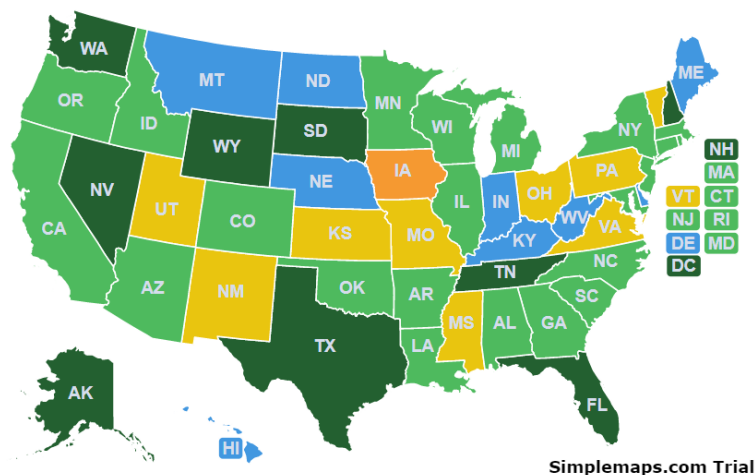 WA
ME
MT
ND
OR
MN
ID
NY
WI
SD
WY
MI
NH
MA
IA
PA
NE
OH
NV
VT
CT
IL
IN
UT
WV
NJ
RI
CO
VA
CA
KS
MO
KY
DE
MD
NC
DC
TN
AZ
OK
NM
AR
SC
MS
AL
GA
TX
LA
AK
FL
HI
Simplemaps.com Trial